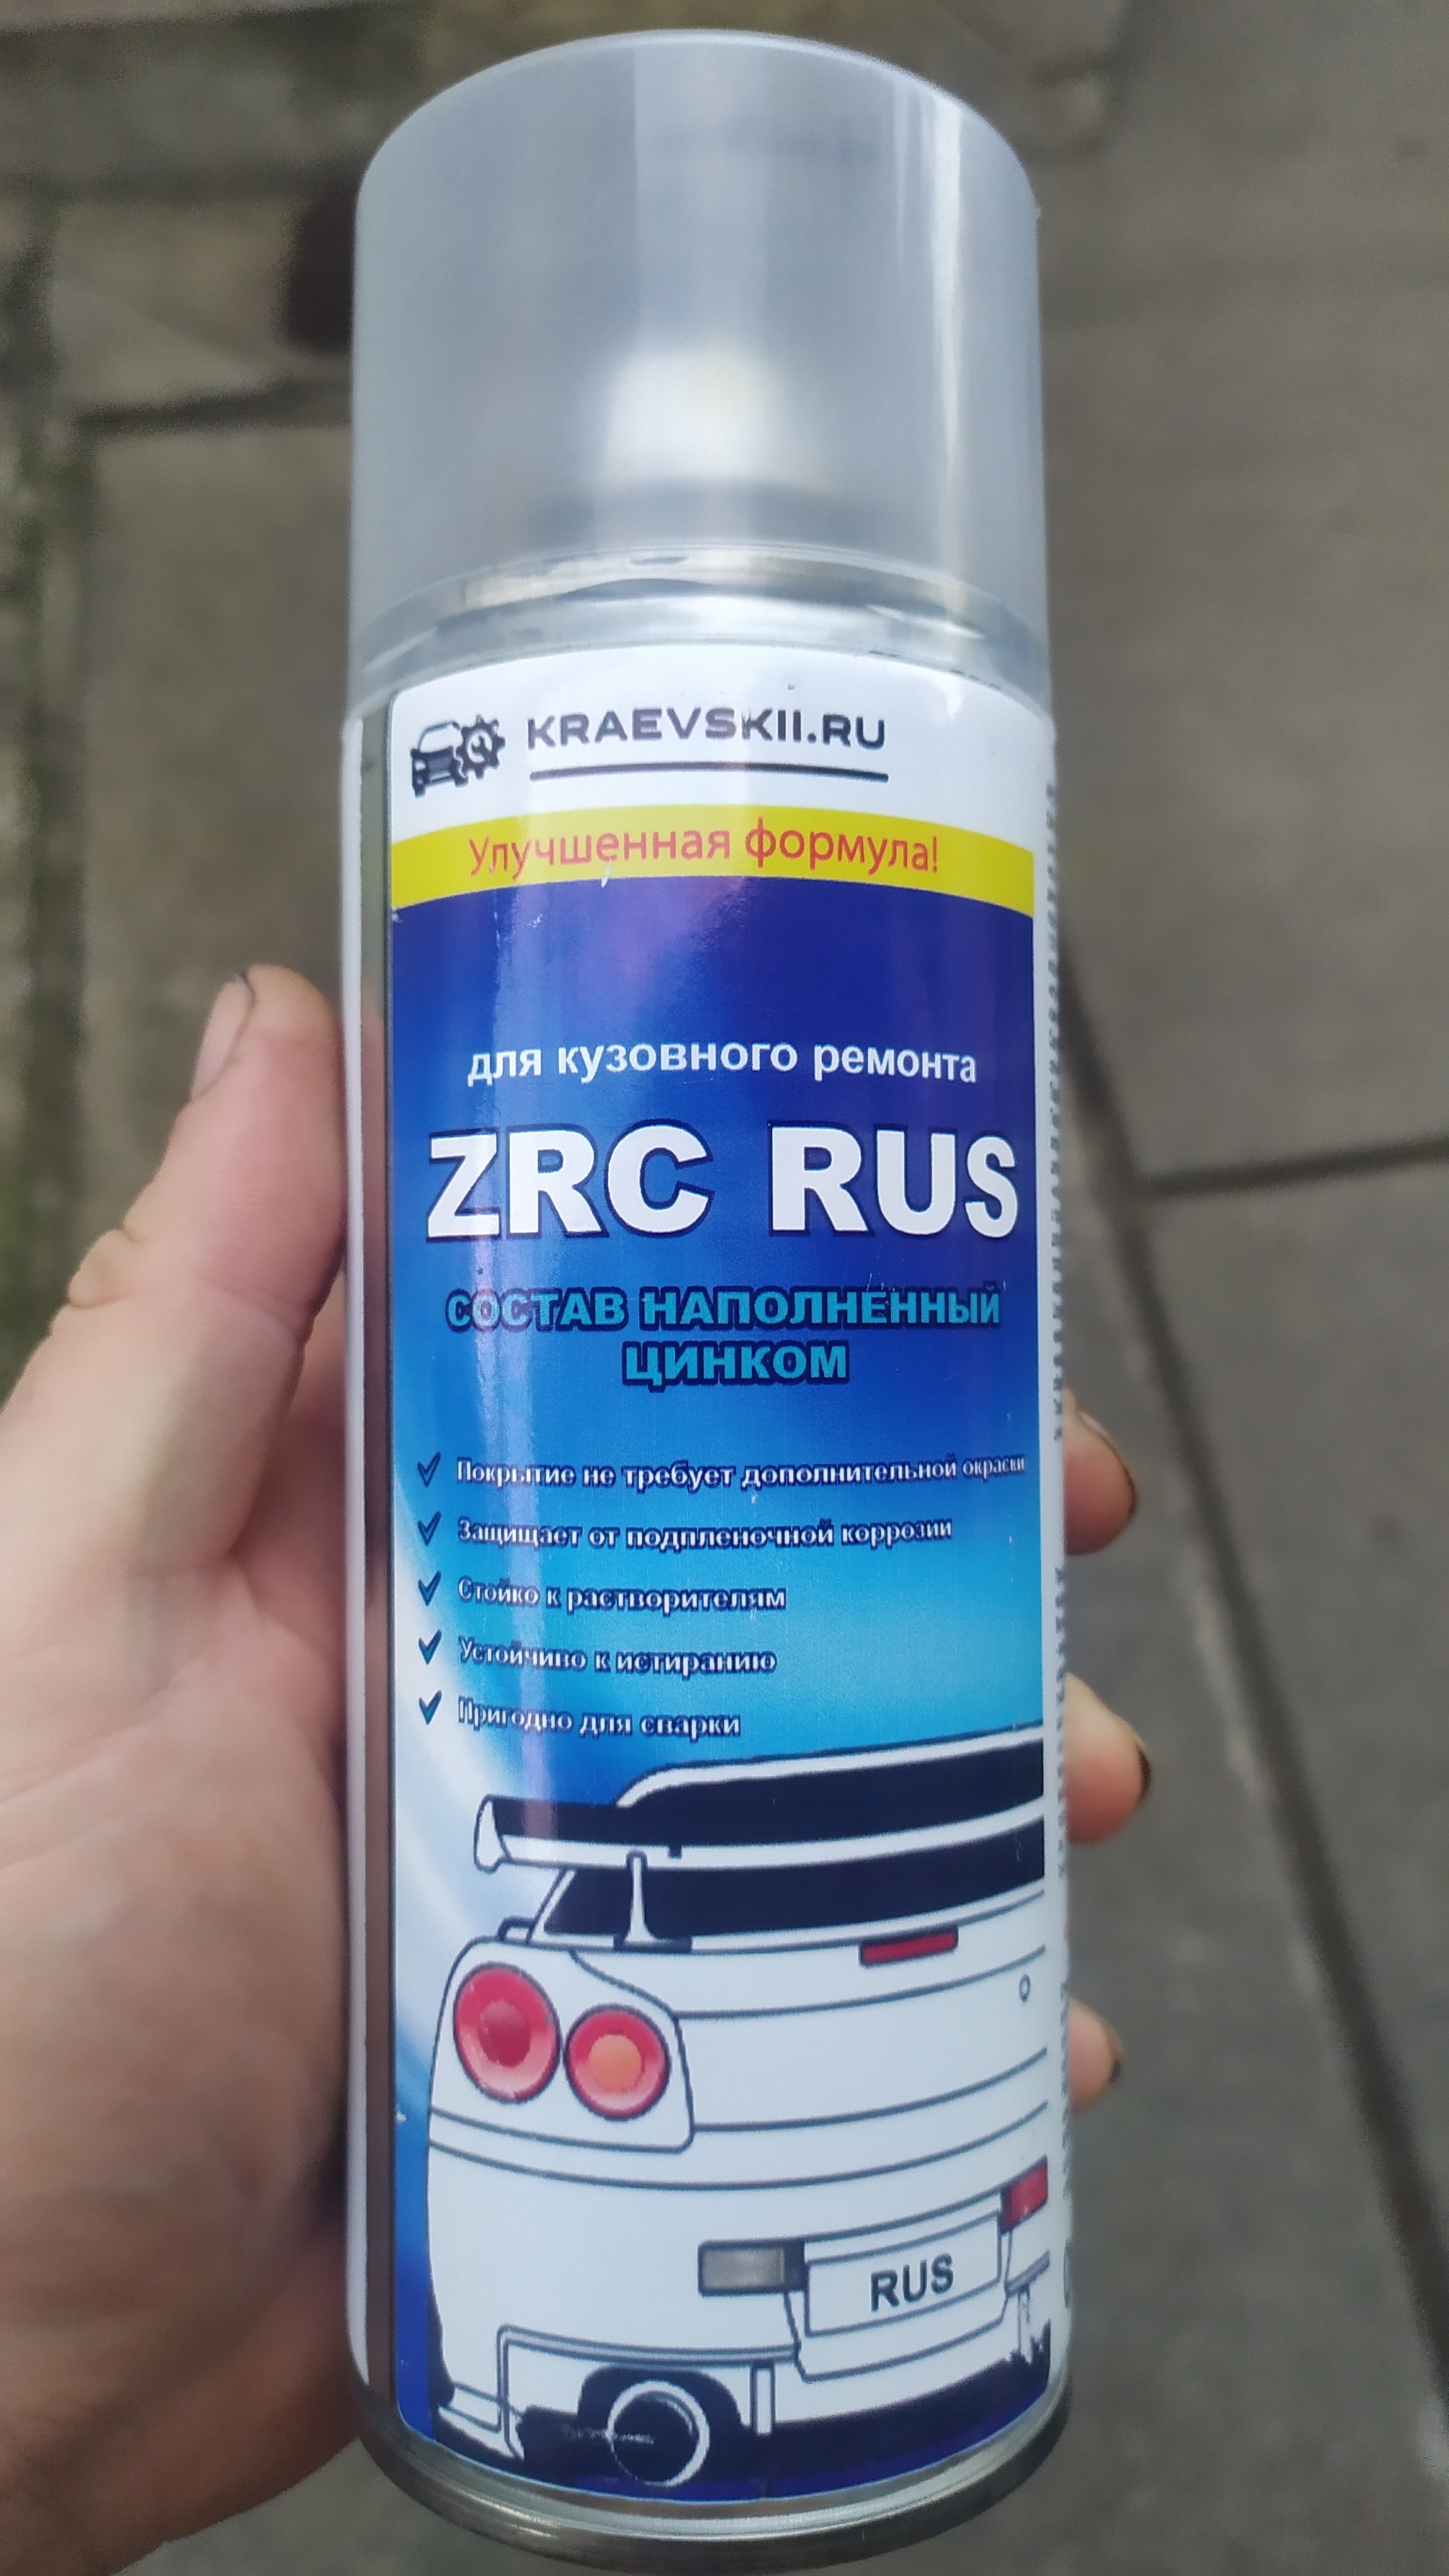 KRAEVSKII.RU
Улучшенная формула!
для кузовного ремонта
ZRC RUS
СОСТАВ НАПОЛНЕННЫЙ
ЦИНКОМ
Покрытие не требует дополнительной окраски
Защищает от подпленочной коррозии
Стойко к растворителям
Устойчиво к истиранию
Пригодно для сварки
RUS